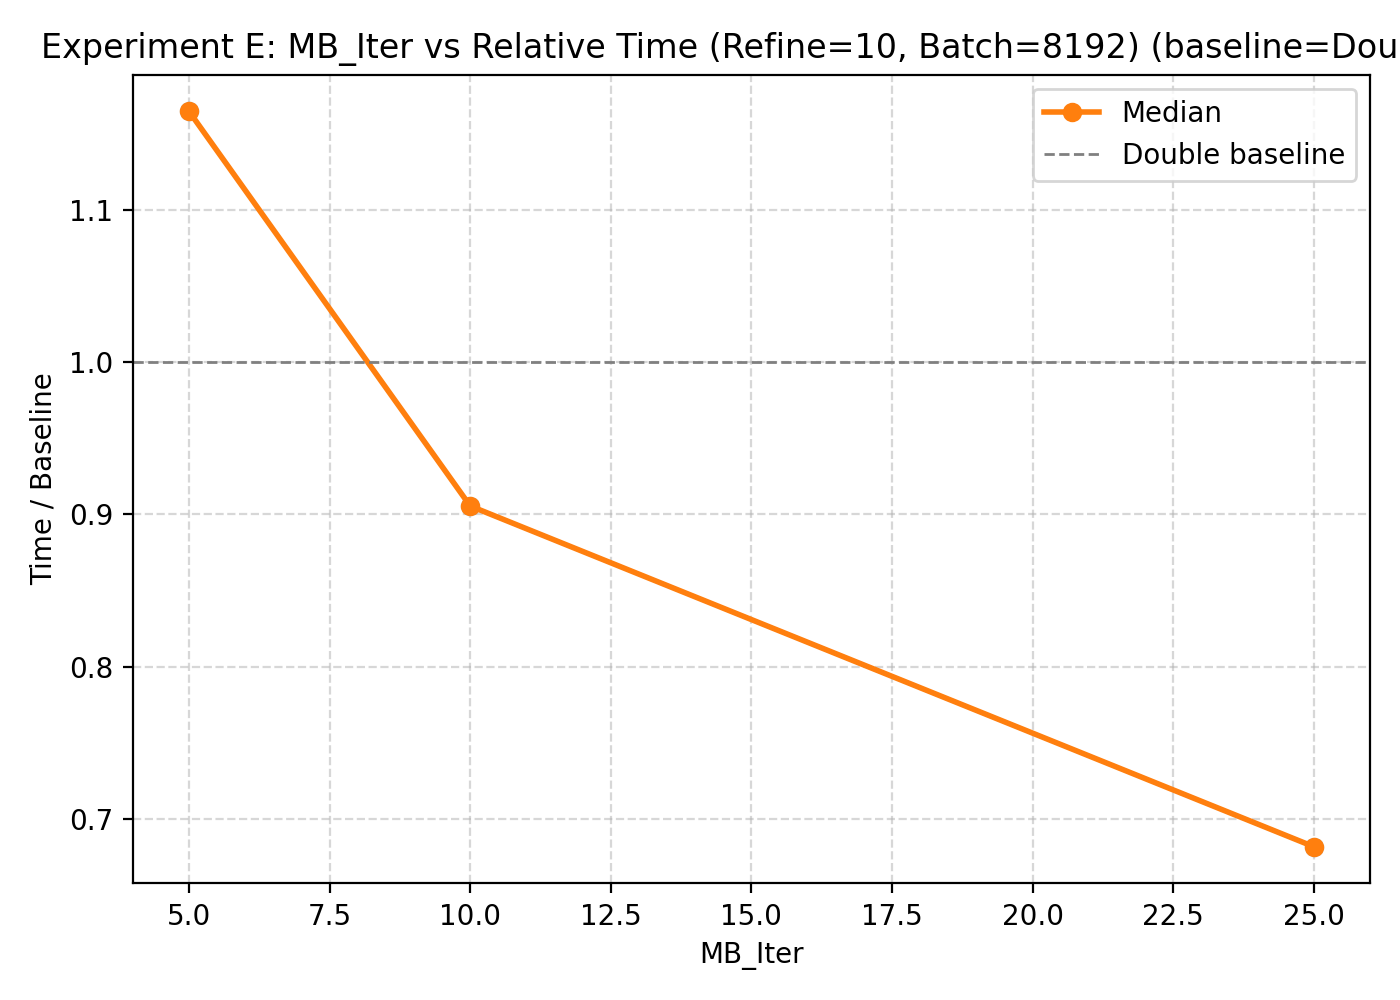 Experiment E: MB_Iter vs Relative Time (Refine=10, Batch=8192) (baseline=Dou
Median
Double baseline
Time / Baseline
1.1
1.0
0.9
0.8
0.7
5.0 7.5 10.0 12.5 15.0 17.5 20.0 22.5 25.0
MB_Iter